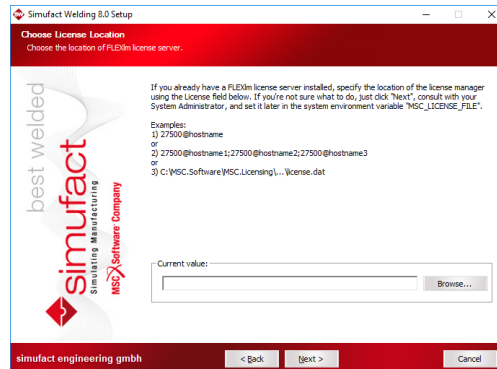 Simufact Welding 8.0 Setup
Choose License Location
Choose the location of FLEXlm license server.
If you already have a FLEXlm license server installed, specify the location of the license manager
using the License field below. If you're not sure what to do, just click "Next", consult with your
System Administrator, and set it later in the system environment variable "MSC_LICENSE_FILE".
Examples:
1) 27500@hostname
or
2) 27500@hostname1;27500@hostname2;27500@hostname3
or
3) C:\MSC.Software\MSC.Licensing\...\license.dat
best welded
simufact
Simulating Manufacturing
MSC Software Company
Current value:
Browse...
simufact engineering gmbh
< Back
Next >
Cancel